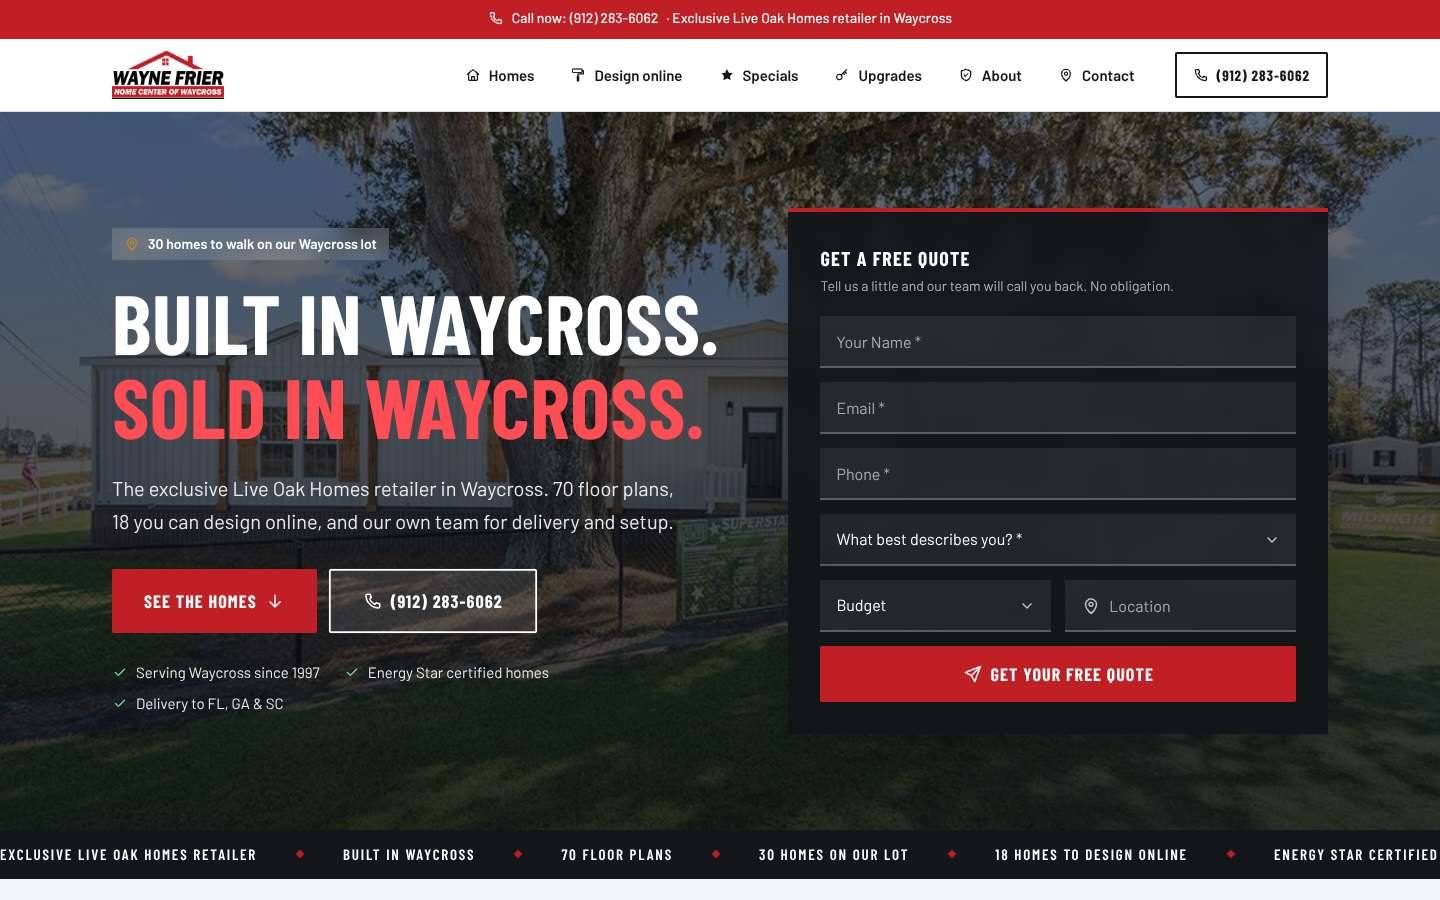 Call now: (912) 283-6062 · Exclusive Live Oak Homes retailer in Waycross
WAYNE FRIER
HOME CENTER OF WAYCROSS
Homes
Design online
Specials
Upgrades
About
Contact
(912) 283-6062
30 homes to walk on our Waycross lot
BUILT IN WAYCROSS.
SOLD IN WAYCROSS.
The exclusive Live Oak Homes retailer in Waycross. 70 floor plans,
18 you can design online, and our own team for delivery and setup.
SEE THE HOMES
(912) 283-6062
Serving Waycross since 1997
Energy Star certified homes
Delivery to FL, GA & SC
GET A FREE QUOTE
Tell us a little and our team will call you back. No obligation.
Your Name *
Email *
Phone *
What best describes you? *
Budget
Location
GET YOUR FREE QUOTE
MIDNIGHT
EXCLUSIVE LIVE OAK HOMES RETAILER
BUILT IN WAYCROSS
70 FLOOR PLANS
30 HOMES ON OUR LOT
18 HOMES TO DESIGN ONLINE
ENERGY STAR CERTIFIED